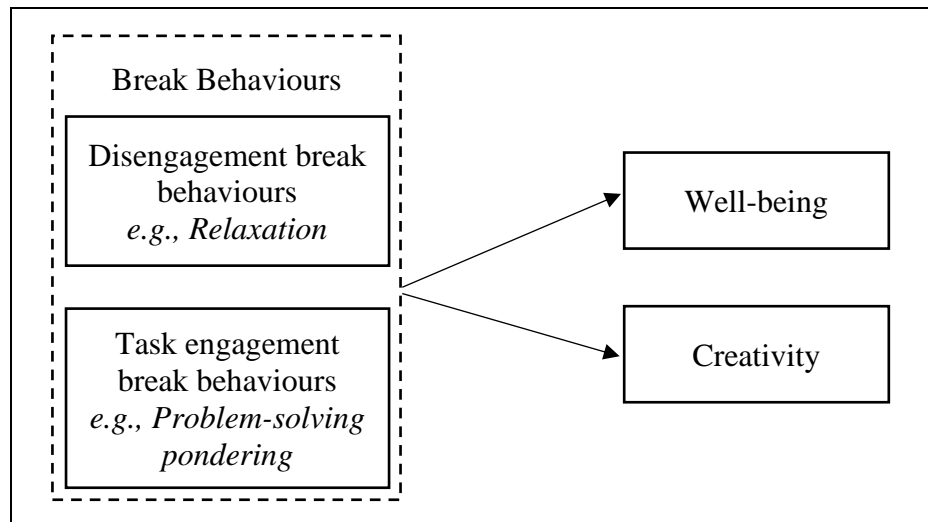 Break Behaviours
Disengagement break
behaviours
e.g., Relaxation
Task engagement
break behaviours
e.g., Problem-solving
pondering
Well-being
Creativity